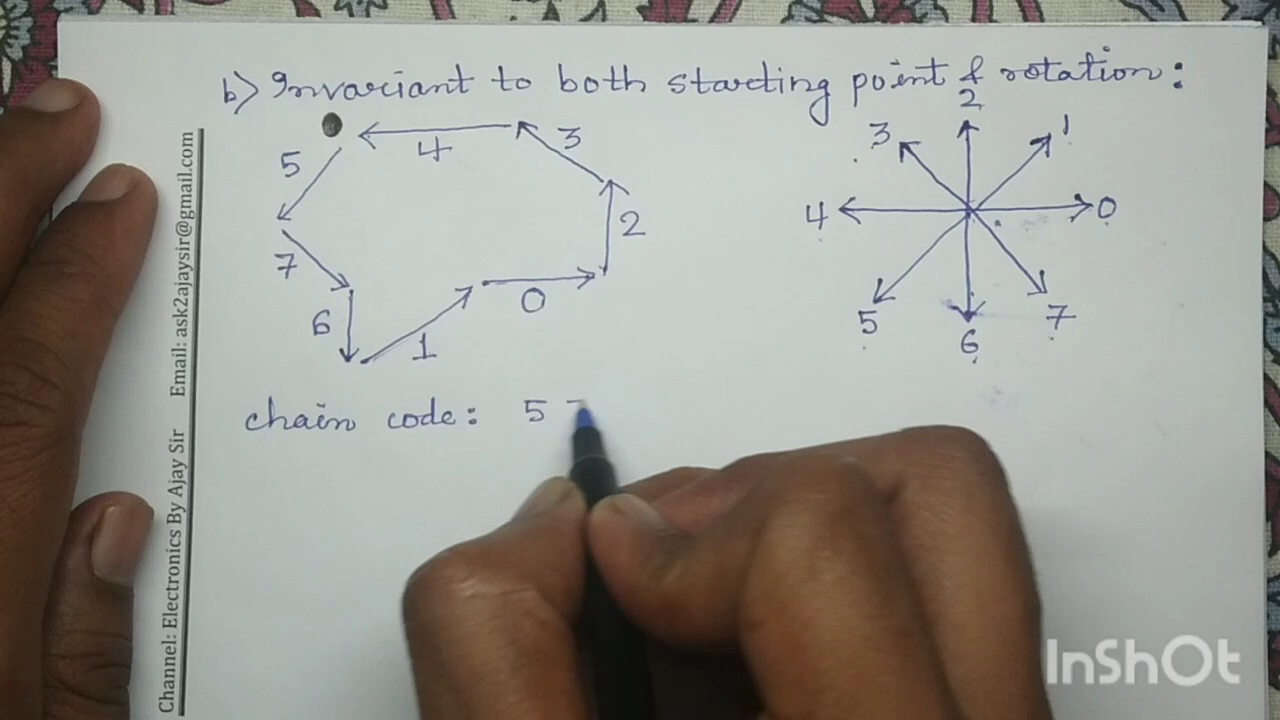 b) Invariant to both starting point & rotation:
5 4 3 2 7 6 1 0
2
3 1
4 0
5 7
6
chain code: 5 7
Channel: Electronics By Ajay Sir Email: ask2ajaysir@gmail.com
InShOt